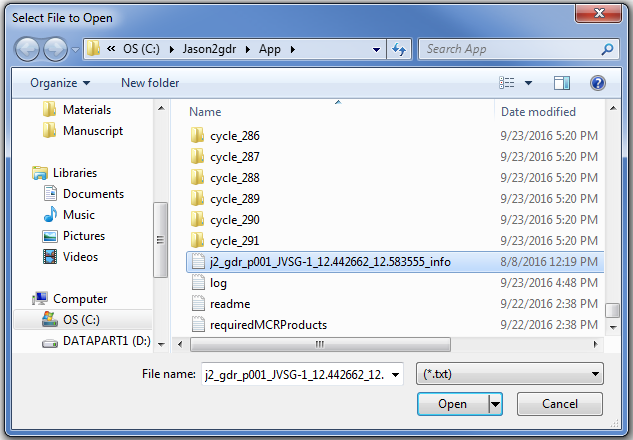 Select File to Open
« OS (C:) ▸ Jason2gdr ▸ App ▸
Search App
Organize
New folder
Materials
Manuscript
Libraries
Documents
Music
Pictures
Videos
Computer
OS (C:)
DATAPART1 (D:)
Name Date modified
cycle_286 9/23/2016 5:20 PM
cycle_287 9/23/2016 5:20 PM
cycle_288 9/23/2016 5:20 PM
cycle_289 9/23/2016 5:20 PM
cycle_290 9/23/2016 5:20 PM
cycle_291 9/23/2016 5:20 PM
j2_gdr_p001_JVSG-1_12.442662_12.583555_info 8/8/2016 12:19 PM
log 9/23/2016 4:48 PM
readme 9/22/2016 2:38 PM
requiredMCRProducts 9/22/2016 2:38 PM
File name: j2_gdr_p001_JVSG-1_12.442662_12. (*.txt)
Open Cancel